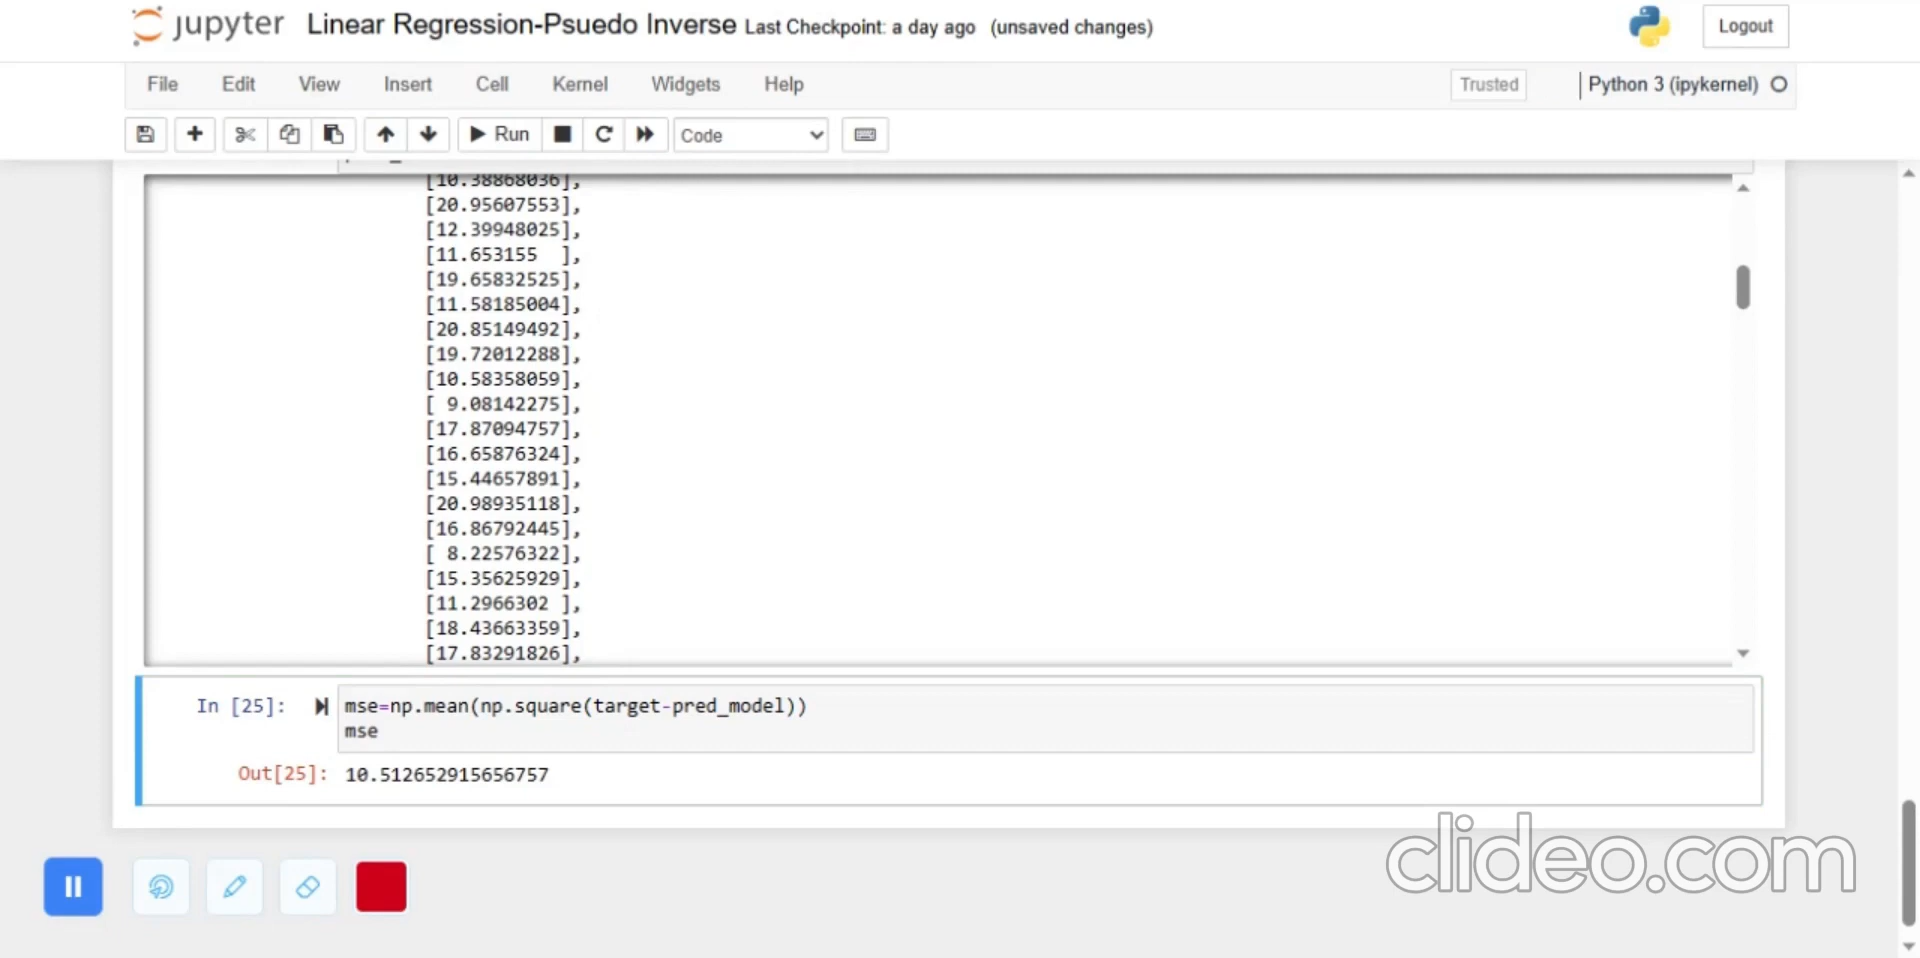 jupyter Linear Regression-Psuedo Inverse Last Checkpoint: a day ago (unsaved changes) Logout
File Edit View Insert Cell Kernel Widgets Help Trusted Python 3 (ipykernel)
Run Code
[10.38868036],
[20.95607553],
[12.39948025],
[11.653155  ],
[19.65832525],
[11.58185004],
[20.85149492],
[19.72012288],
[10.58358059],
[ 9.08142275],
[17.87094757],
[16.65876324],
[15.44657891],
[20.98935118],
[16.86792445],
[ 8.22576322],
[15.35625929],
[11.2966302 ],
[18.43663359],
[17.83291826],
In [25]: mse=np.mean(np.square(target-pred_model))
mse
Out[25]: 10.512652915656757
clideo.com